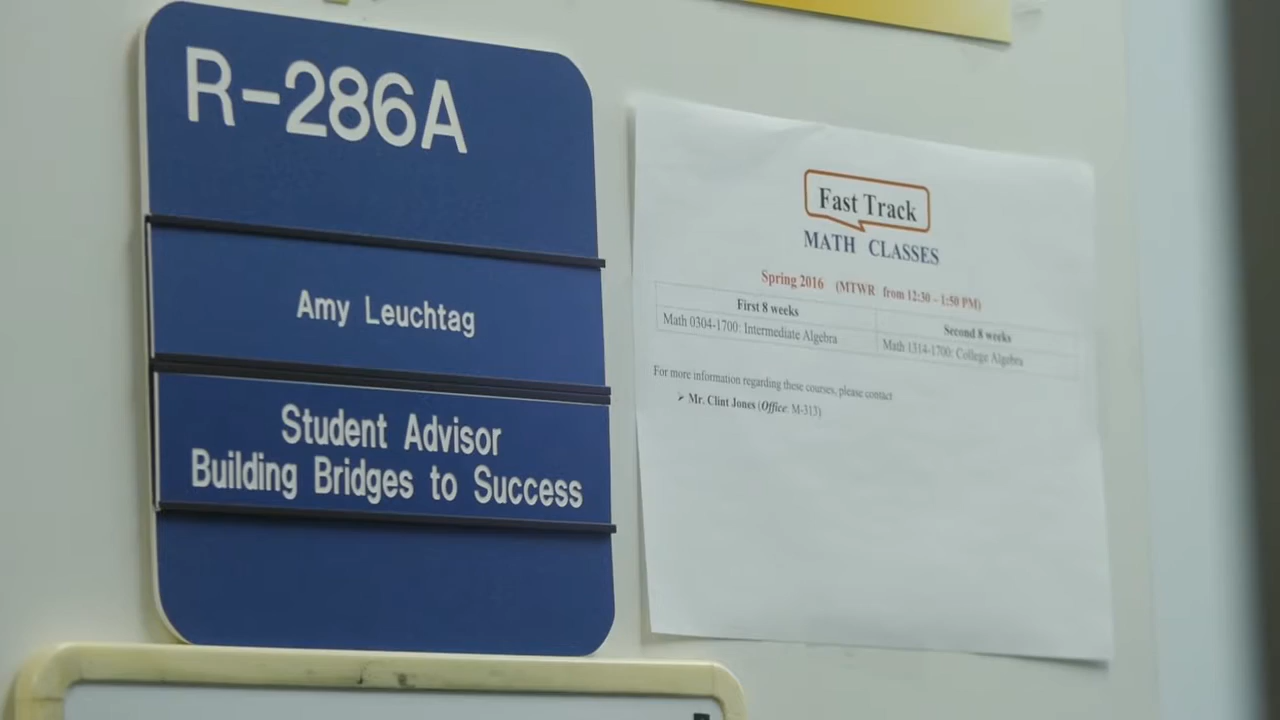 R-286A
Amy Leuchtag
Student Advisor
Building Bridges to Success
Fast Track
MATH CLASSES
Spring 2016 (MTWR from 12:30 – 1:50 PM)
First 8 weeks
Second 8 weeks
Math 0304-1700: Intermediate Algebra
Math 1314-1700: College Algebra
For more information regarding these courses, please contact
➢ Mr. Clint Jones (Office: M-313)